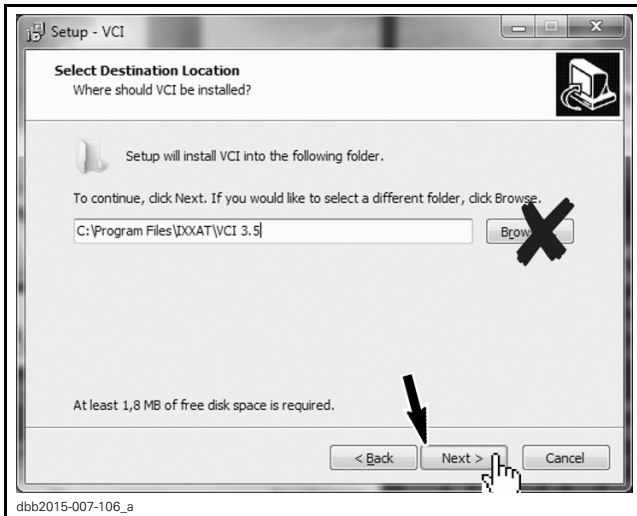 Setup - VCI
Select Destination Location
Where should VCI be installed?
Setup will install VCI into the following folder.
To continue, click Next. If you would like to select a different folder, click Browse.
C:\Program Files\IXXAT\VCI 3.5
< Back
Next >
Cancel
At least 1,8 MB of free disk space is required.
dbb2015-007-106_a